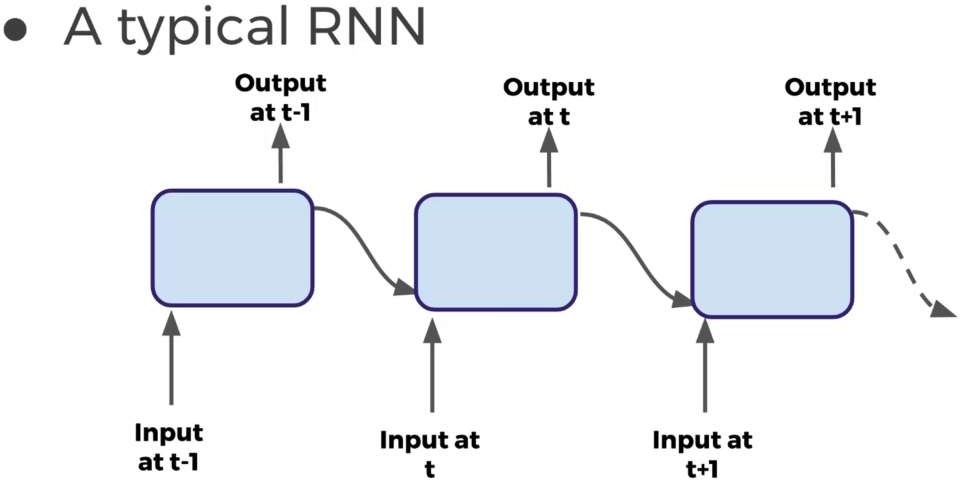 ● A typical RNN
Output
at t-1
Output
at t
Output
at t+1
Input
at t-1
Input at
t
Input at
t+1